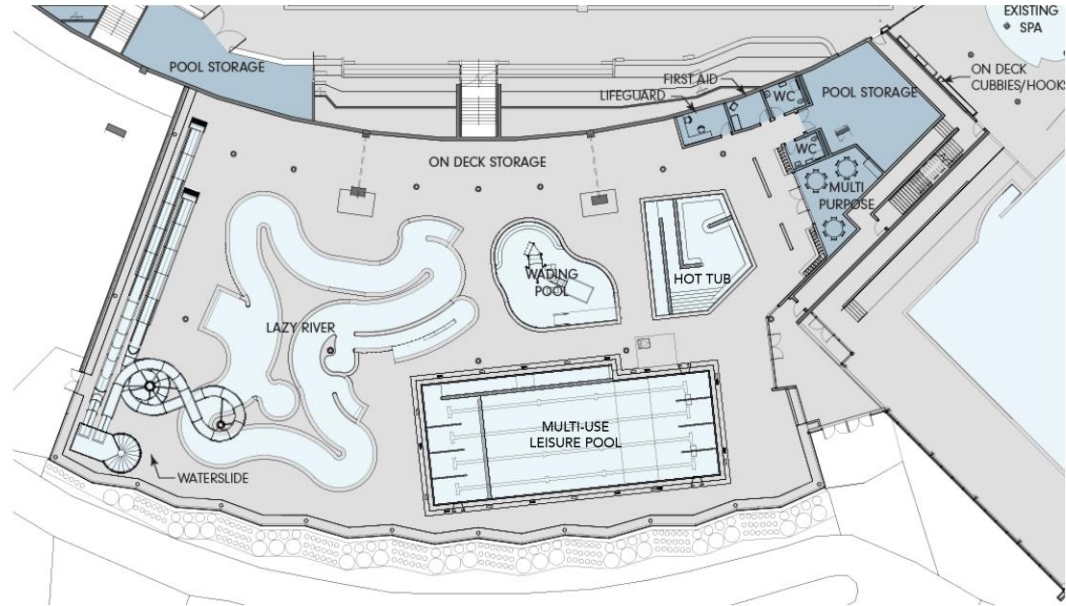 EXISTING
SPA
POOL STORAGE
ON DECK
CUBBIES/HOOKS
FIRST AID
LIFEGUARD
WC
POOL STORAGE
WC
ON DECK STORAGE
MULTI
PURPOSE
WADING
POOL
HOT TUB
LAZY RIVER
MULTI-USE
LEISURE POOL
WATERSLIDE